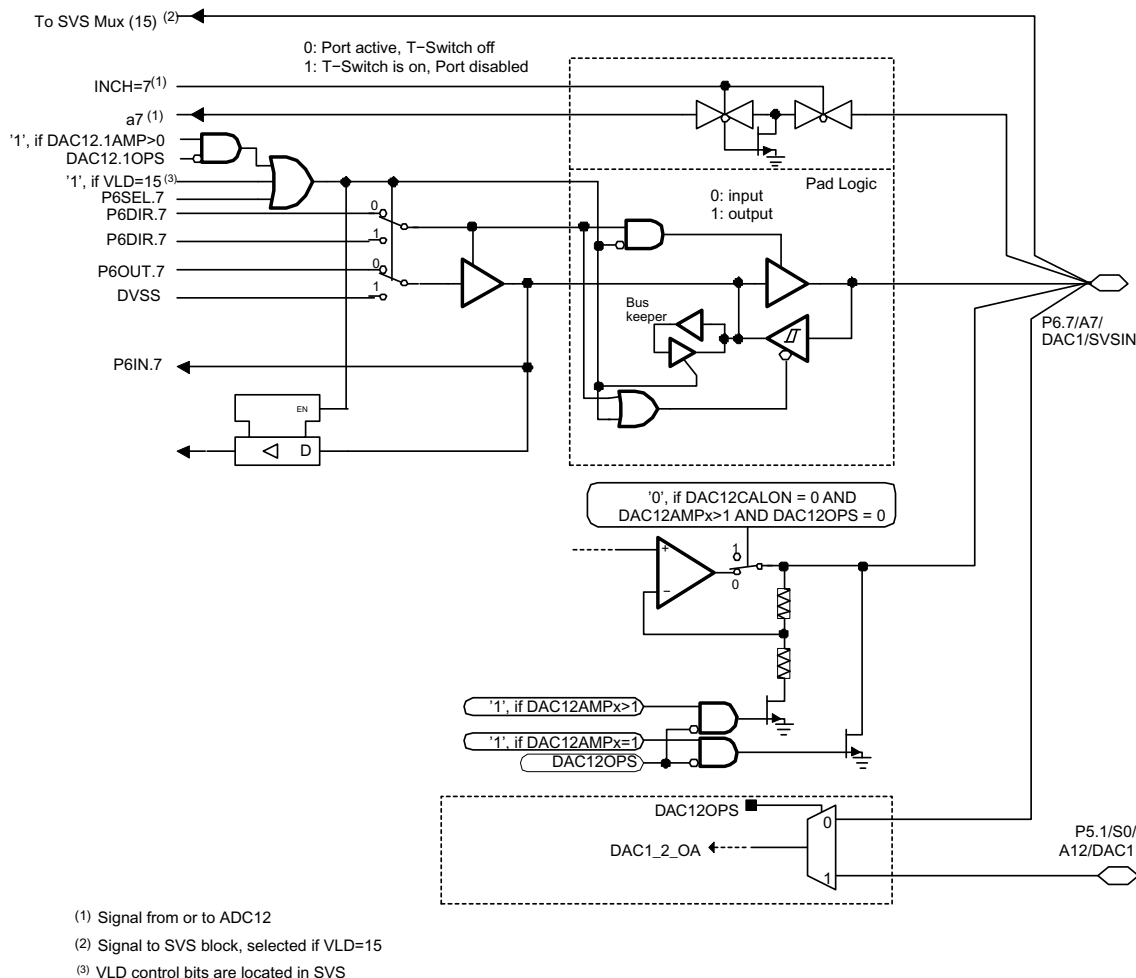 To SVS Mux (15) (2)
0: Port active, T−Switch off
1: T−Switch is on, Port disabled
INCH=7(1)
a7 (1)
'1', if DAC12.1AMP>0
DAC12.1OPS
'1', if VLD=15 (3)
P6SEL.7
P6DIR.7
0
P6DIR.7
1
P6OUT.7
0
DVSS
1
Pad Logic
0: input
1: output
Bus
keeper
P6.7/A7/
DAC1/SVSIN
P6IN.7
EN
D
'0', if DAC12CALON = 0 AND
DAC12AMPx>1 AND DAC12OPS = 0
+
1
0
−
'1', if DAC12AMPx>1
'1', if DAC12AMPx=1
DAC12OPS
DAC12OPS
0
DAC1_2_OA
1
P5.1/S0/
A12/DAC1
(1) Signal from or to ADC12
(2) Signal to SVS block, selected if VLD=15
(3) VLD control bits are located in SVS